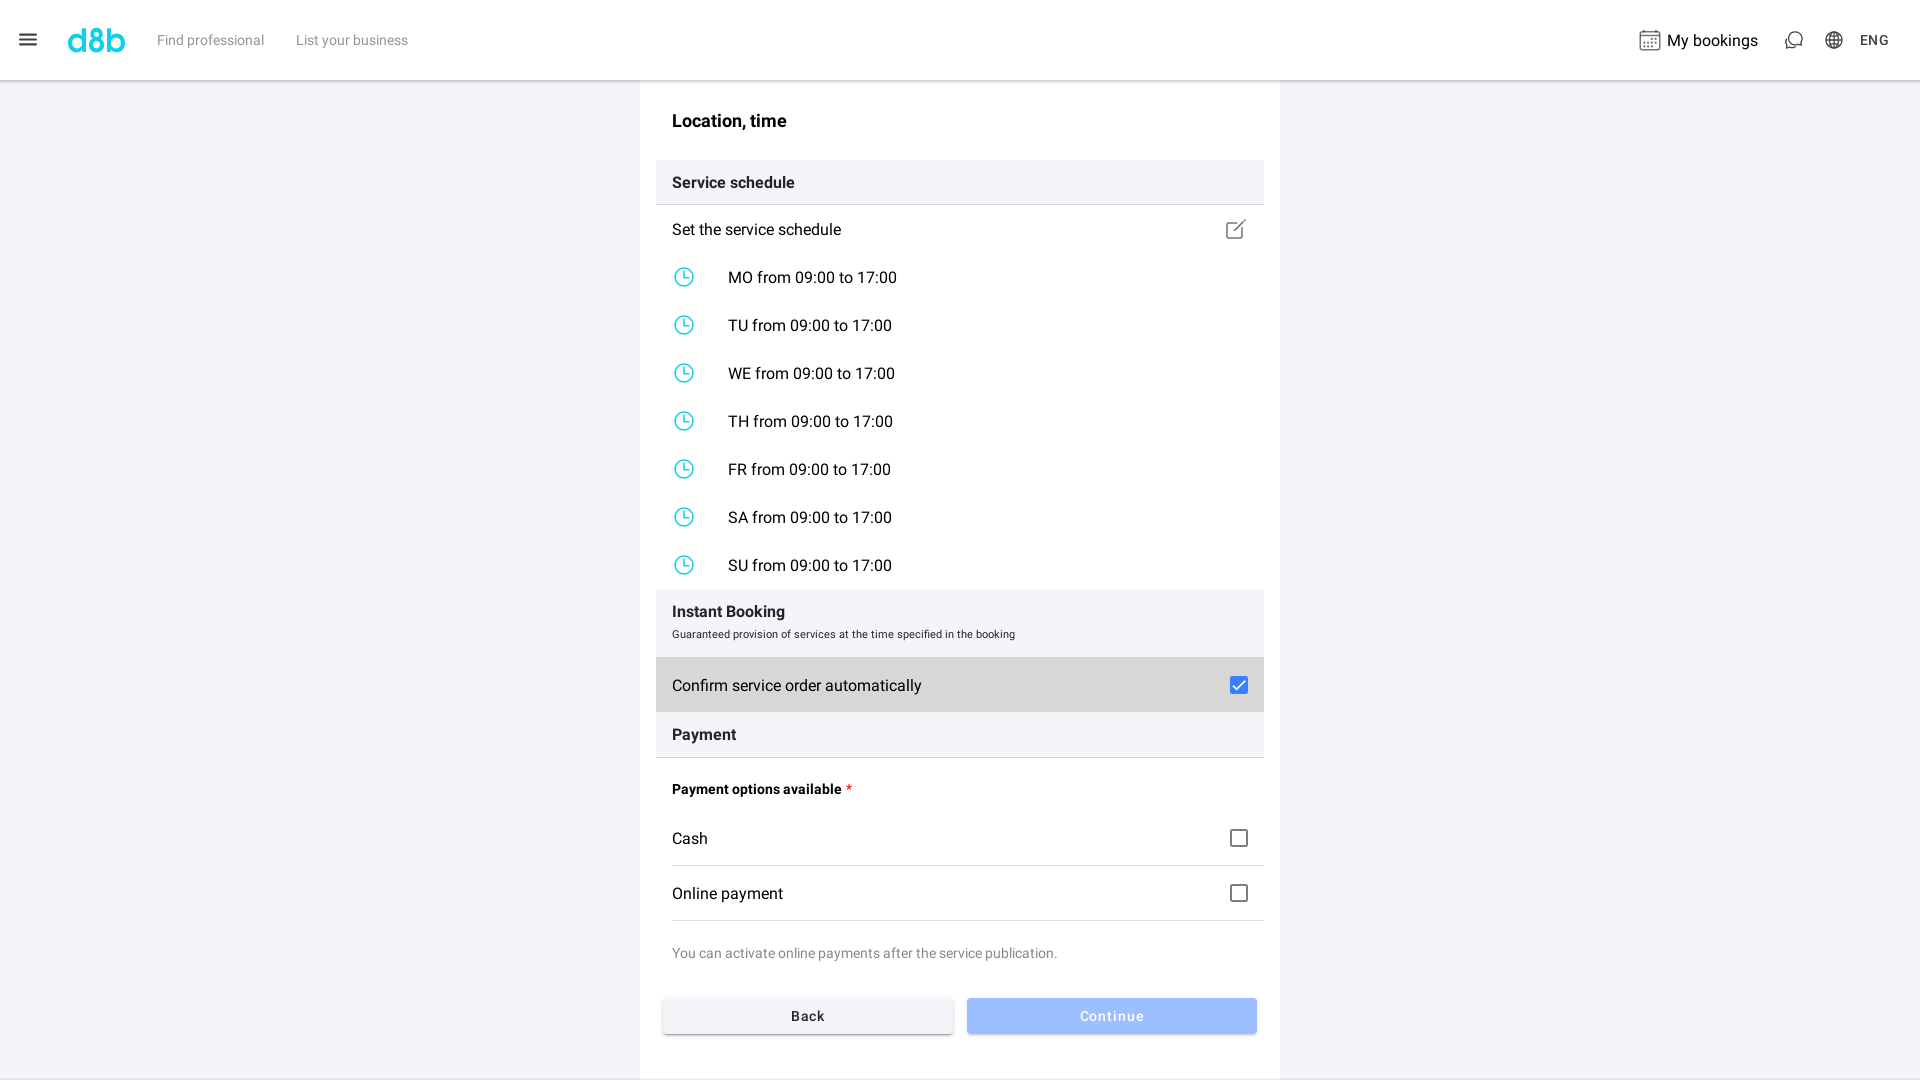 d8b
Find professional
List your business
My bookings
ENG
Location, time
Service schedule
Set the service schedule
MO from 09:00 to 17:00
TU from 09:00 to 17:00
WE from 09:00 to 17:00
TH from 09:00 to 17:00
FR from 09:00 to 17:00
SA from 09:00 to 17:00
SU from 09:00 to 17:00
Instant Booking
Guaranteed provision of services at the time specified in the booking
Confirm service order automatically
Payment
Payment options available *
Cash
Online payment
You can activate online payments after the service publication.
Back
Continue